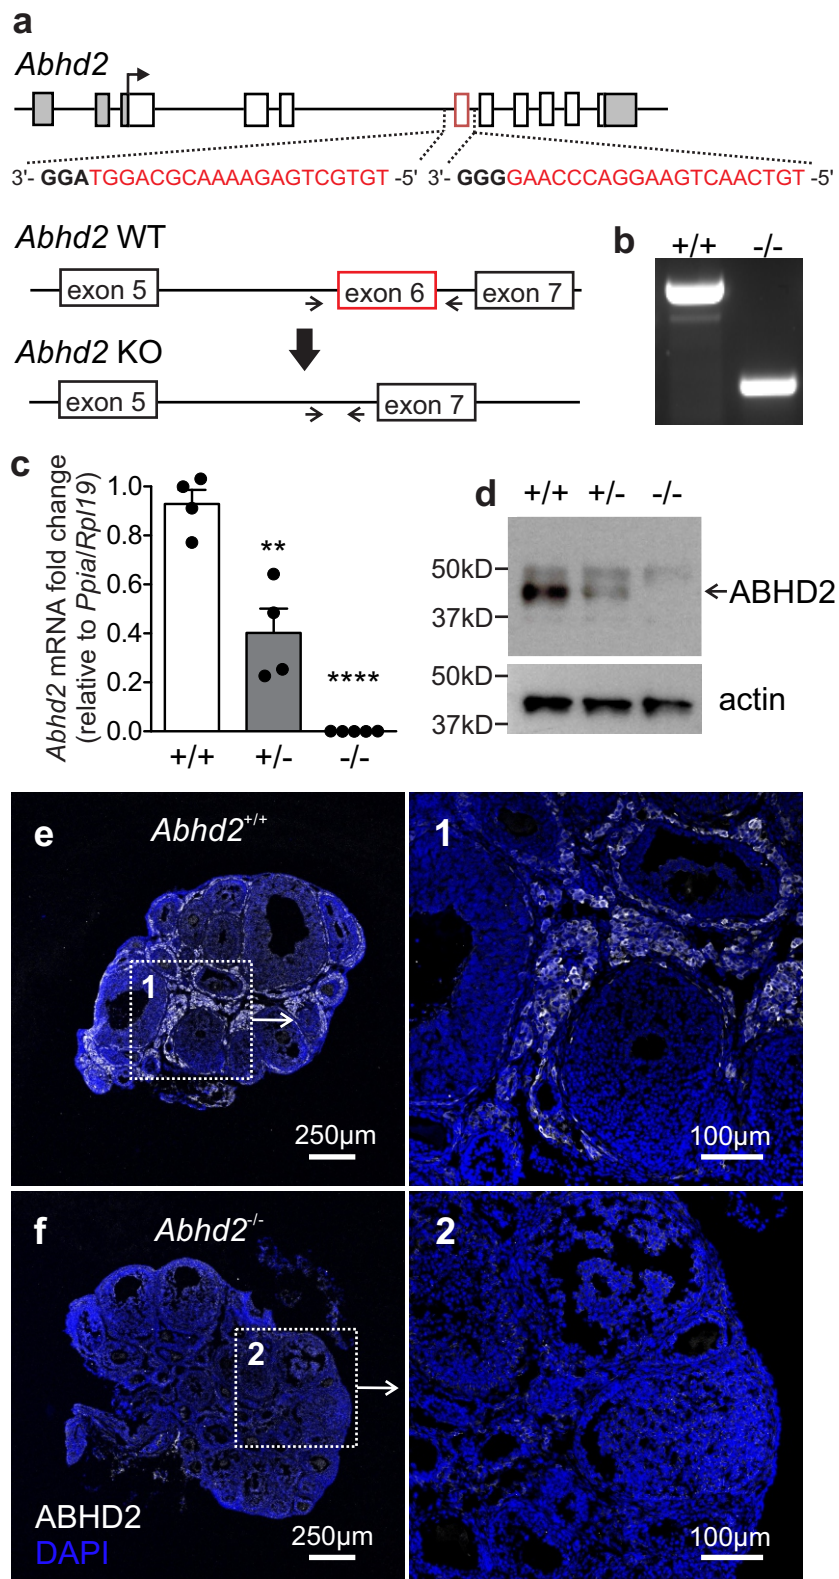 a
Abhd2
3'- GGATGGACGCAAAAGAGTCGTGT -5' 3'- GGGGAACCCAGGAAGTCAACTGT -5'
Abhd2 WT
exon 5 exon 6 exon 7
Abhd2 KO
exon 5 exon 7
b
+/+ -/-
c
Abhd2 mRNA fold change
(relative to Ppia/Rpl19)
1.0
0.8
0.6
0.4
0.2
0.0
**
****
+/+ +/- -/-
d
+/+ +/- -/-
50kD
37kD
ABHD2
50kD
37kD
actin
e Abhd2+/+
1
250µm
1
100µm
f Abhd2-/-
2
ABHD2
DAPI
250µm
2
100µm